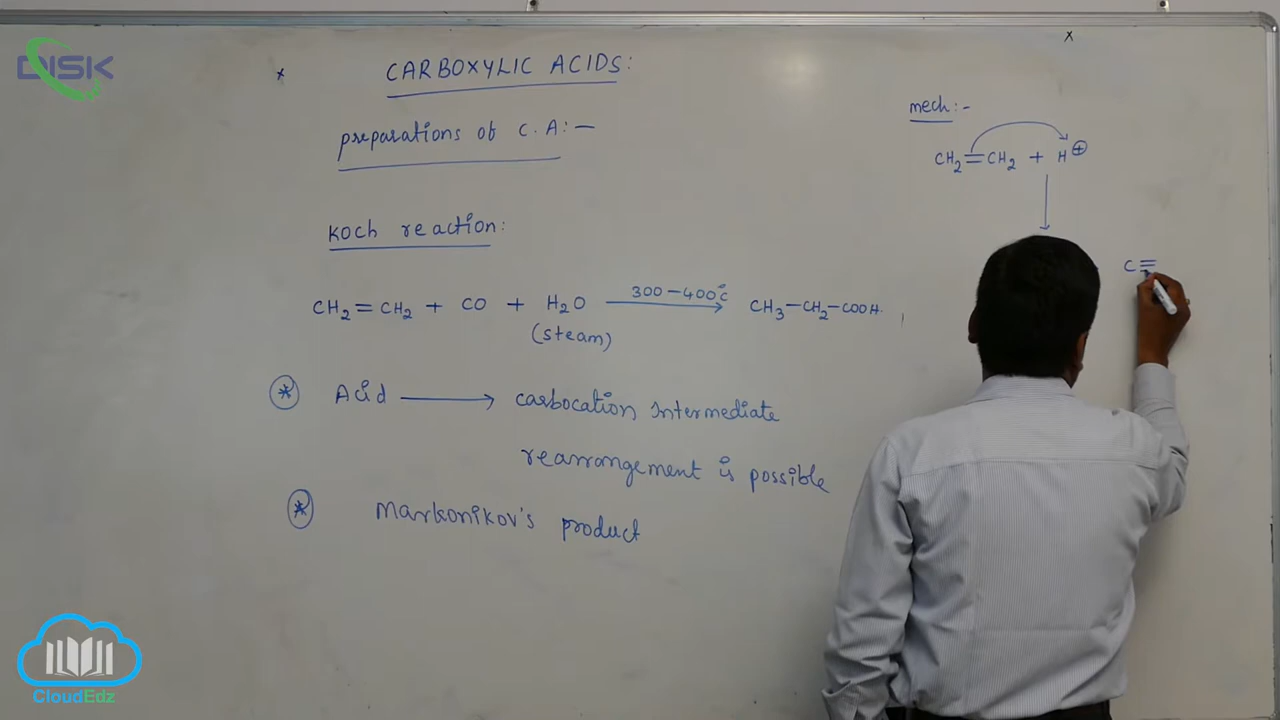 DISK
CARBOXYLIC ACIDS:
preparations of C.A:-
Koch reaction:
CH₂=CH₂ + CO + H₂O 300-400°C → CH₃-CH₂-COOH.
(steam)
* Acid → carbocation intermediate
rearrangement is possible
* Markonikov's product
mech:-
CH₂=CH₂ + H⊕
↓
C≡
CloudEdz